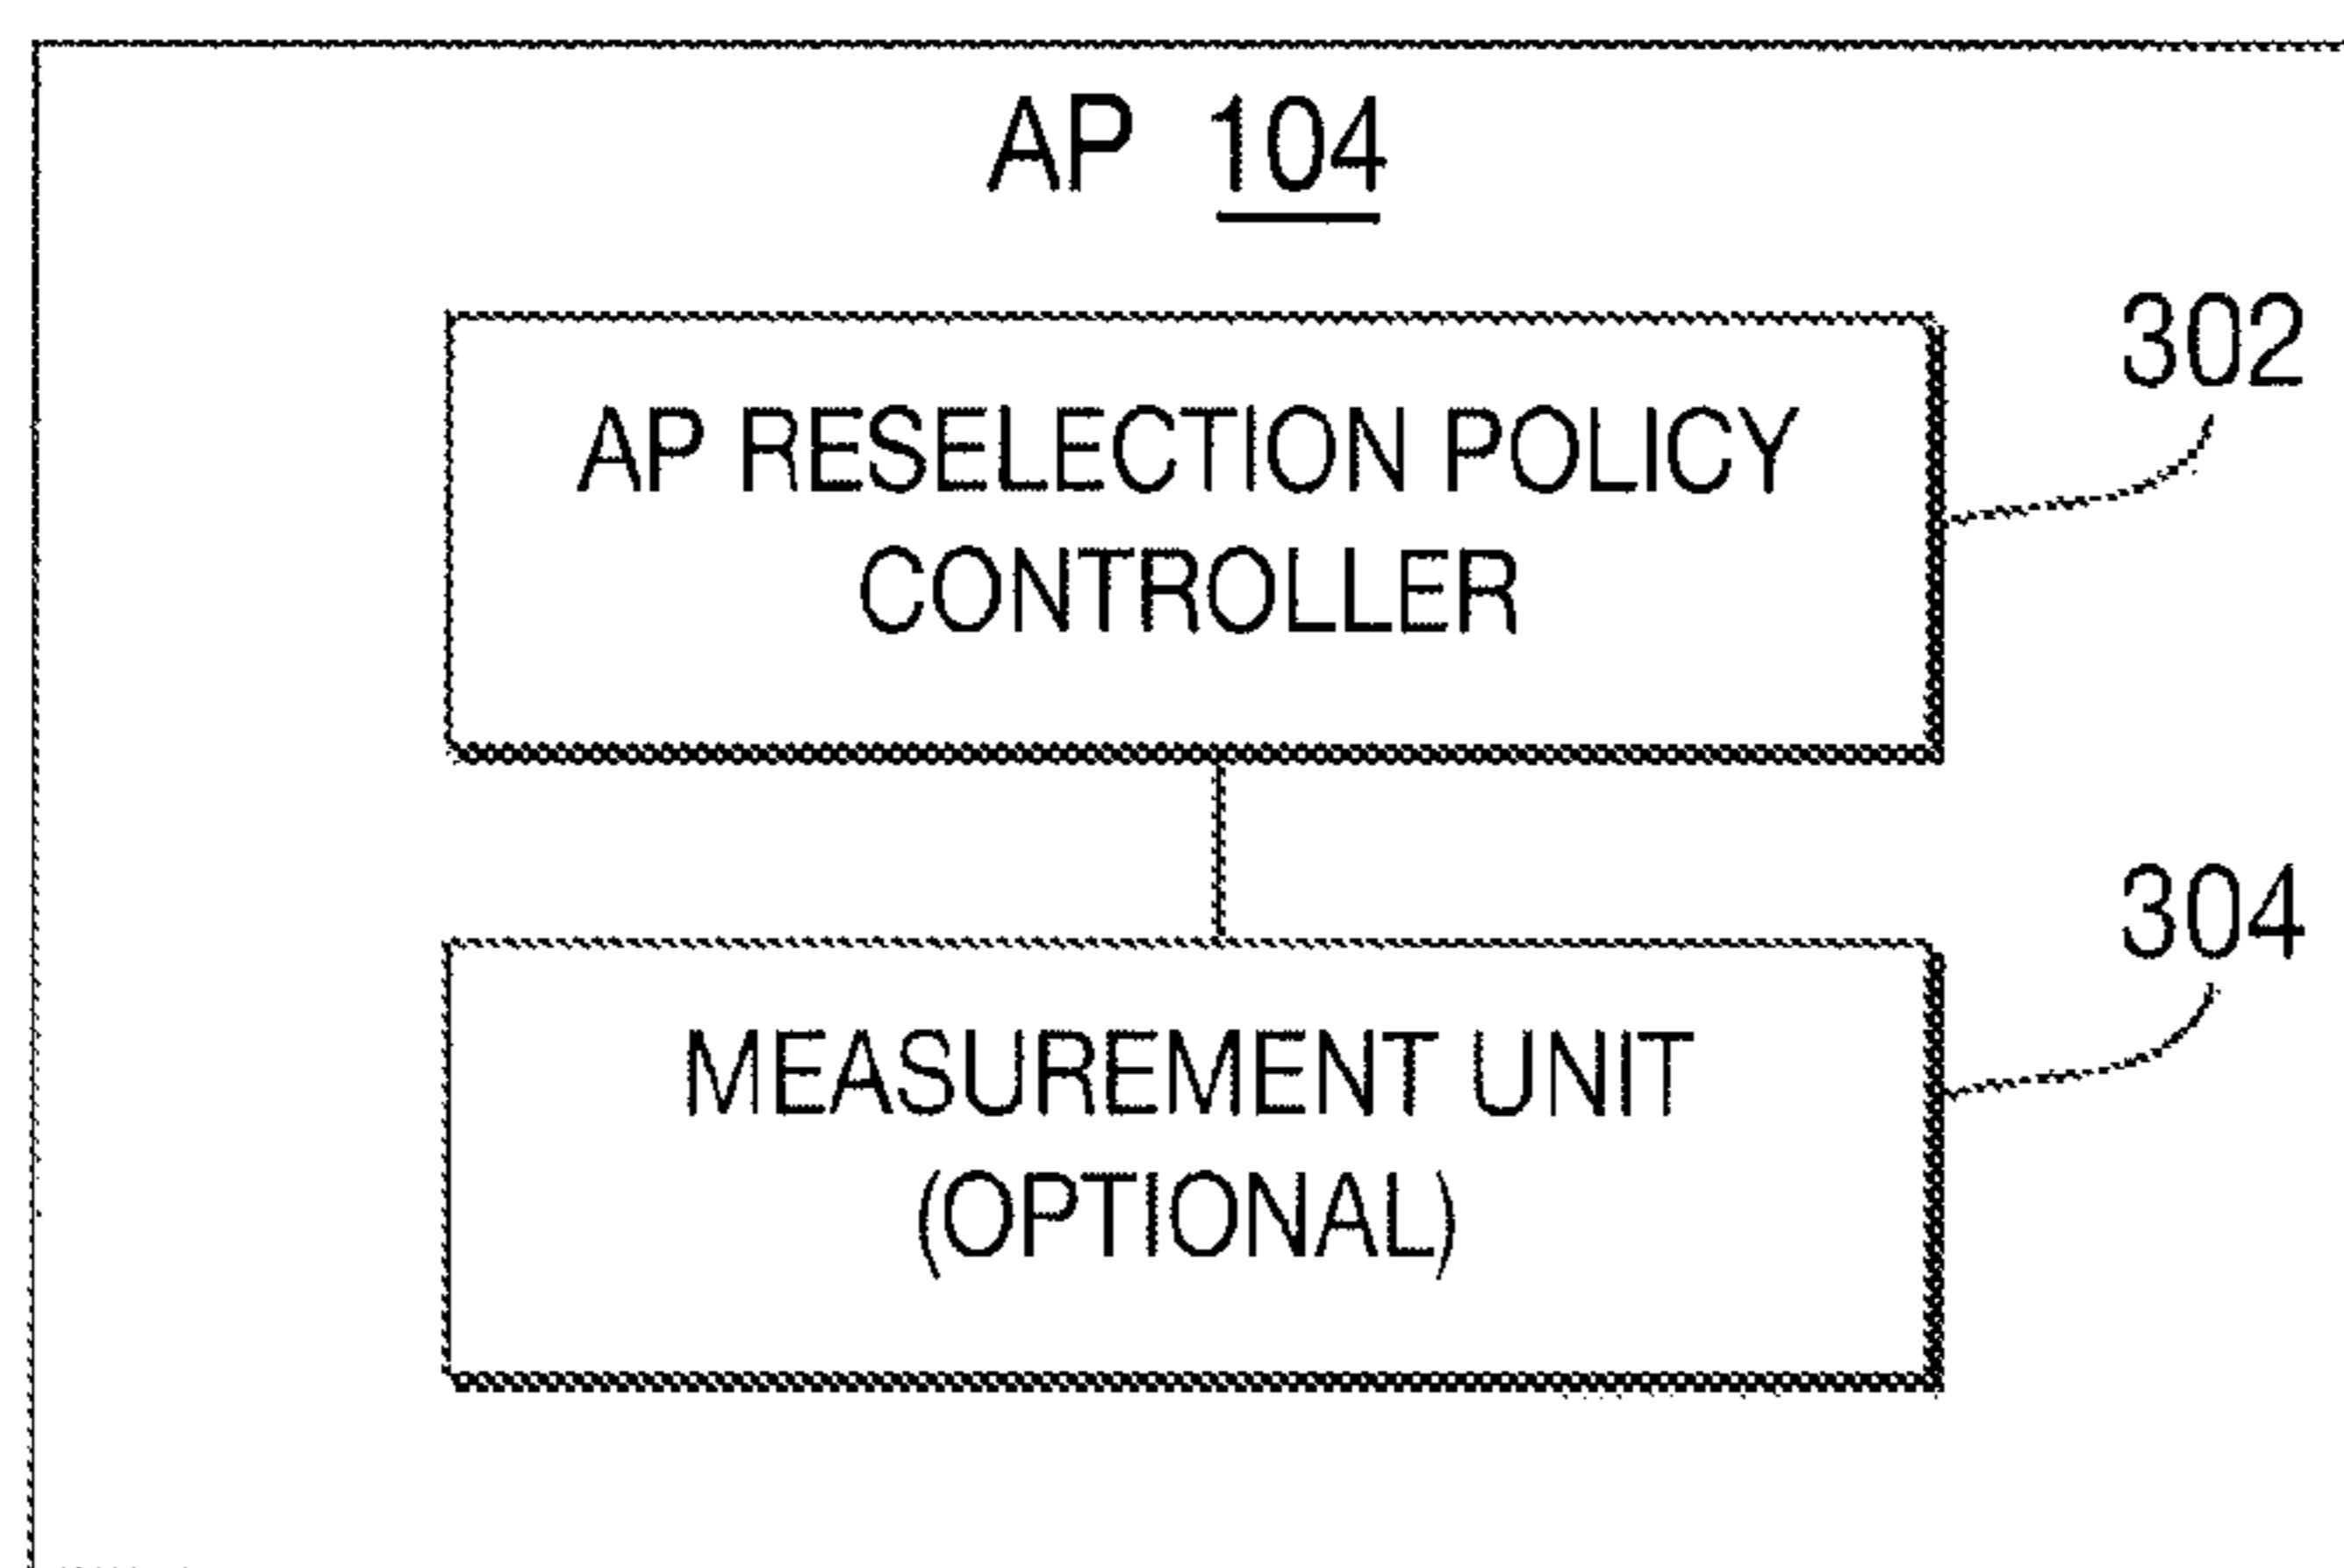 AP 104
302
AP RESELECTION POLICY
CONTROLLER
304
MEASUREMENT UNIT
(OPTIONAL)